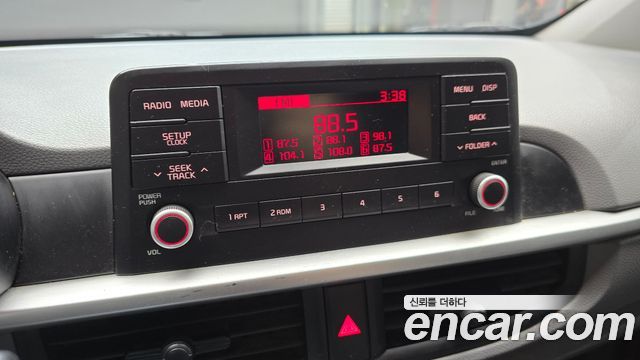 FM1 3:38
88.5
1 87.5 2 88.1 3 98.1
4 104.1 5 108.0 6 87.5
RADIO MEDIA
SETUP
CLOCK
SEEK
TRACK
POWER
PUSH
VOL
1 RPT 2 RDM 3 4 5 6
MENU DISP
BACK
FOLDER
ENTER
FILE
신뢰를 더하다
encar.com